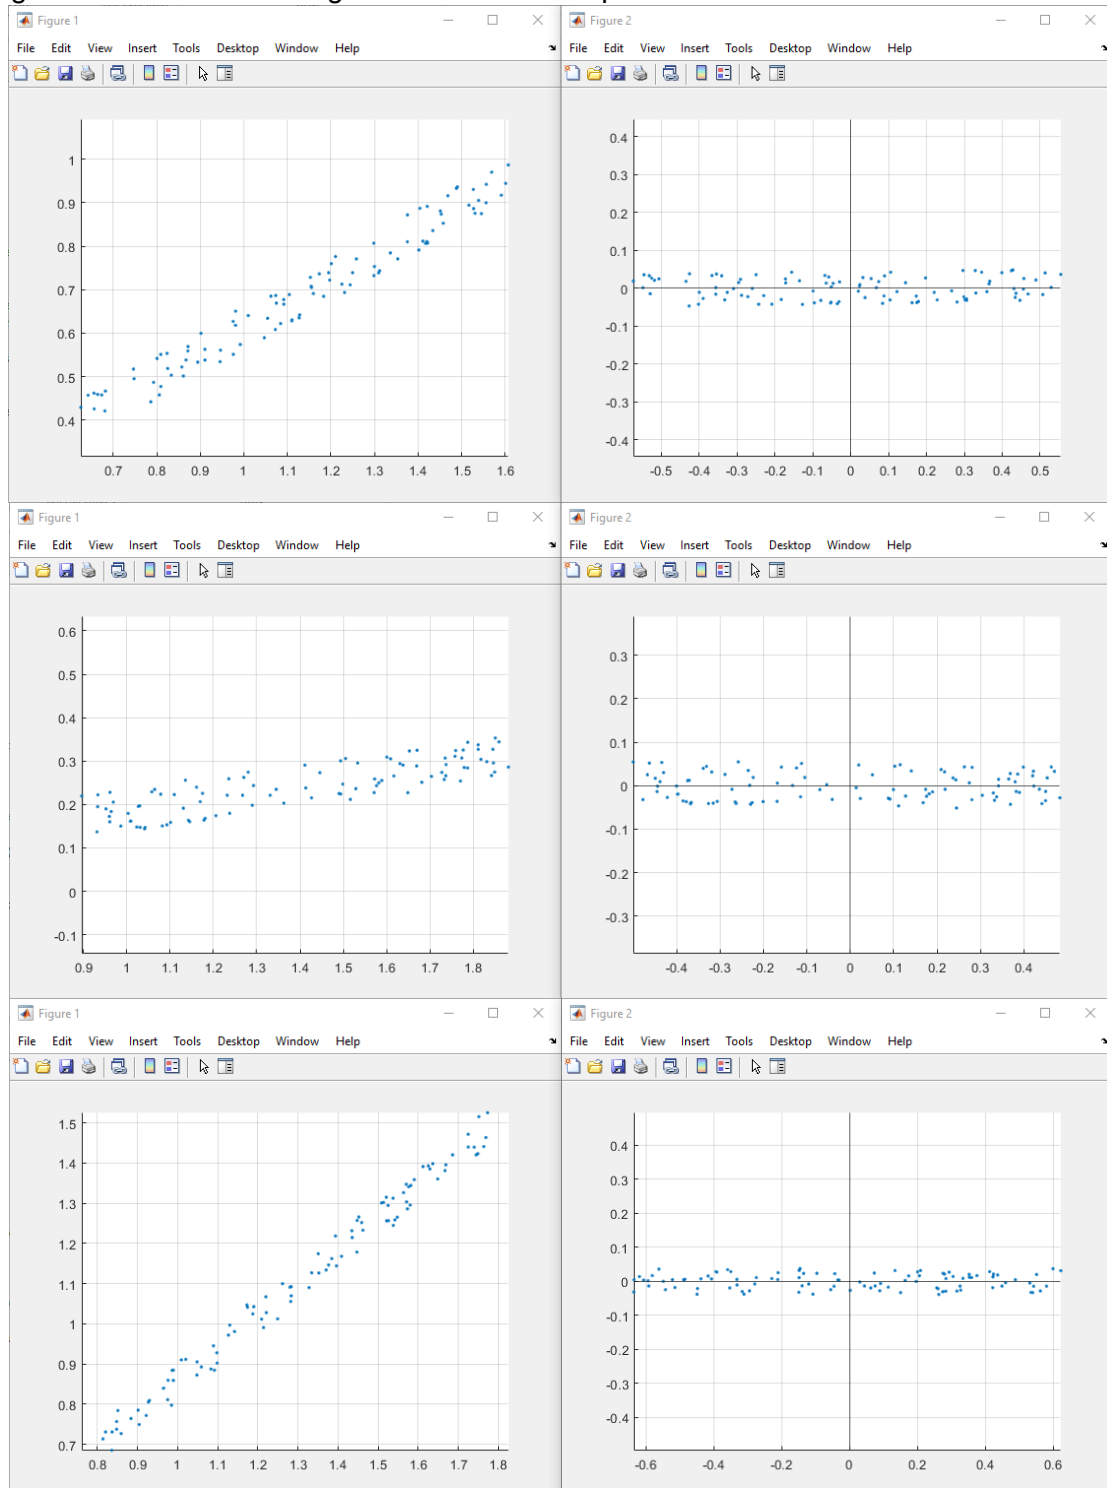 Figure 1
File Edit View Insert Tools Desktop Window Help
1
0.9
0.8
0.7
0.6
0.5
0.4
0.7 0.8 0.9 1 1.1 1.2 1.3 1.4 1.5 1.6
Figure 2
File Edit View Insert Tools Desktop Window Help
0.4
0.3
0.2
0.1
0
-0.1
-0.2
-0.3
-0.4
-0.5 -0.4 -0.3 -0.2 -0.1 0 0.1 0.2 0.3 0.4 0.5
Figure 1
File Edit View Insert Tools Desktop Window Help
0.6
0.5
0.4
0.3
0.2
0.1
0
-0.1
0.9 1 1.1 1.2 1.3 1.4 1.5 1.6 1.7 1.8
Figure 2
File Edit View Insert Tools Desktop Window Help
0.3
0.2
0.1
0
-0.1
-0.2
-0.3
-0.4 -0.3 -0.2 -0.1 0 0.1 0.2 0.3 0.4
Figure 1
File Edit View Insert Tools Desktop Window Help
1.5
1.4
1.3
1.2
1.1
1
0.9
0.8
0.7
0.8 0.9 1 1.1 1.2 1.3 1.4 1.5 1.6 1.7 1.8
Figure 2
File Edit View Insert Tools Desktop Window Help
0.4
0.3
0.2
0.1
0
-0.1
-0.2
-0.3
-0.4
-0.6 -0.4 -0.2 0 0.2 0.4 0.6